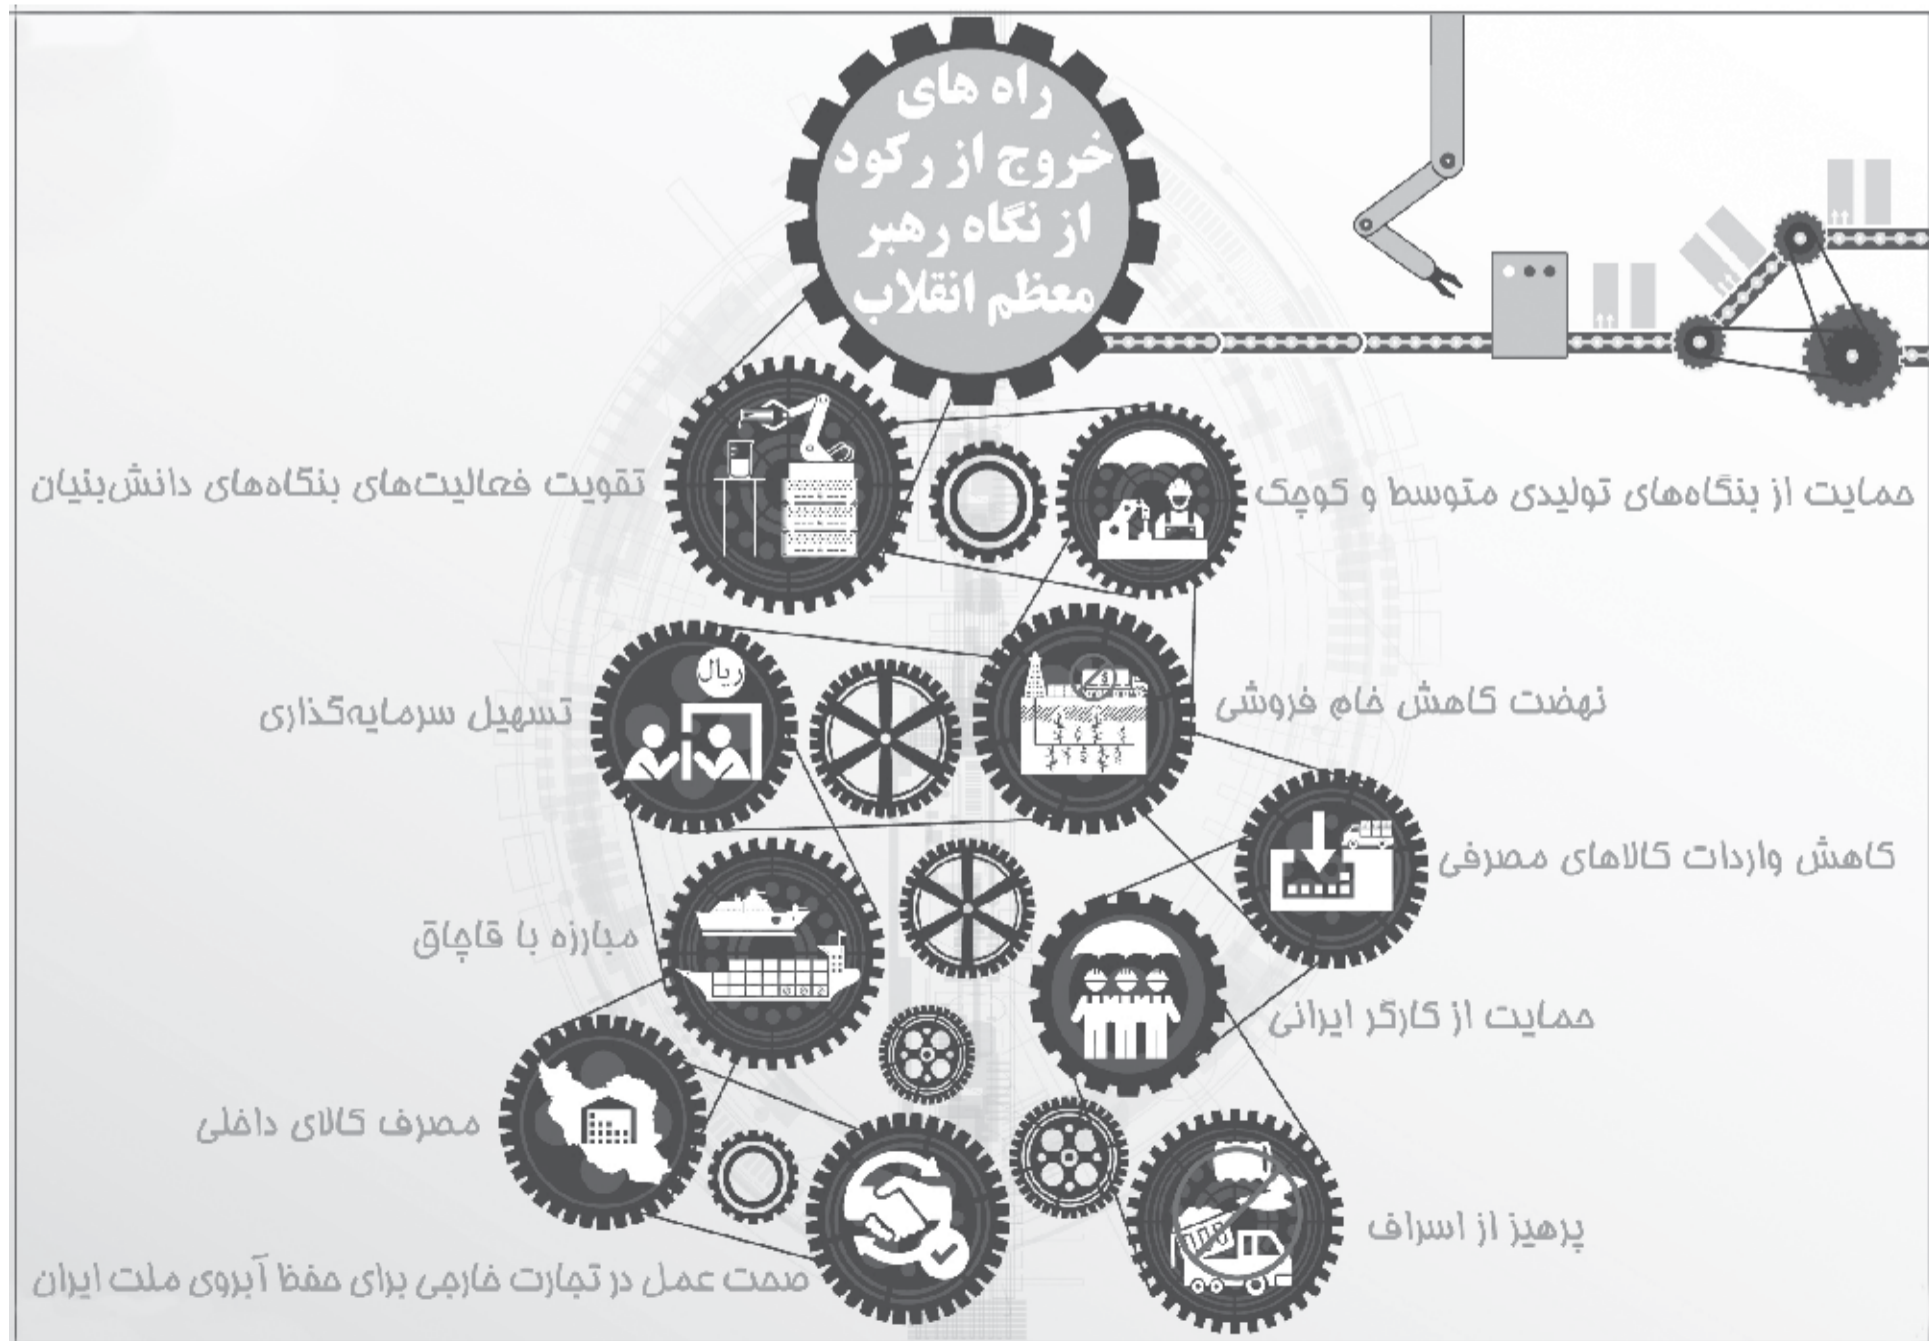 راه های
خروج از رکود
از نگاه رهبر
معظم انقلاب
حمایت از بنگاه‌های تولیدی متوسط و کوچک
تقویت فعالیت‌های بنگاه‌های دانش‌بنیان
نهضت کاهش خام فروشی
ریال
تسهیل سرمایه‌گذاری
کاهش واردات کالاهای مصرفی
مبارزه با قاچاق
حمایت از کارگر ایرانی
مصرف کالای داخلی
پرهیز از اسراف
صحت عمل در تجارت خارجی برای حفظ آبروی ملت ایران